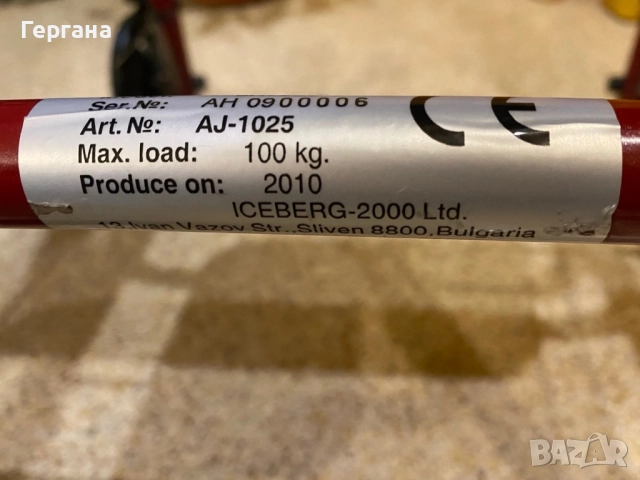 Гергана
Ser.№: AH 0900006
Art. №: AJ-1025
Max. load: 100 kg.
Produce on: 2010
ICEBERG-2000 Ltd.
13 Ivan Vazov Str., Sliven 8800, Bulgaria
CE
BAZAR